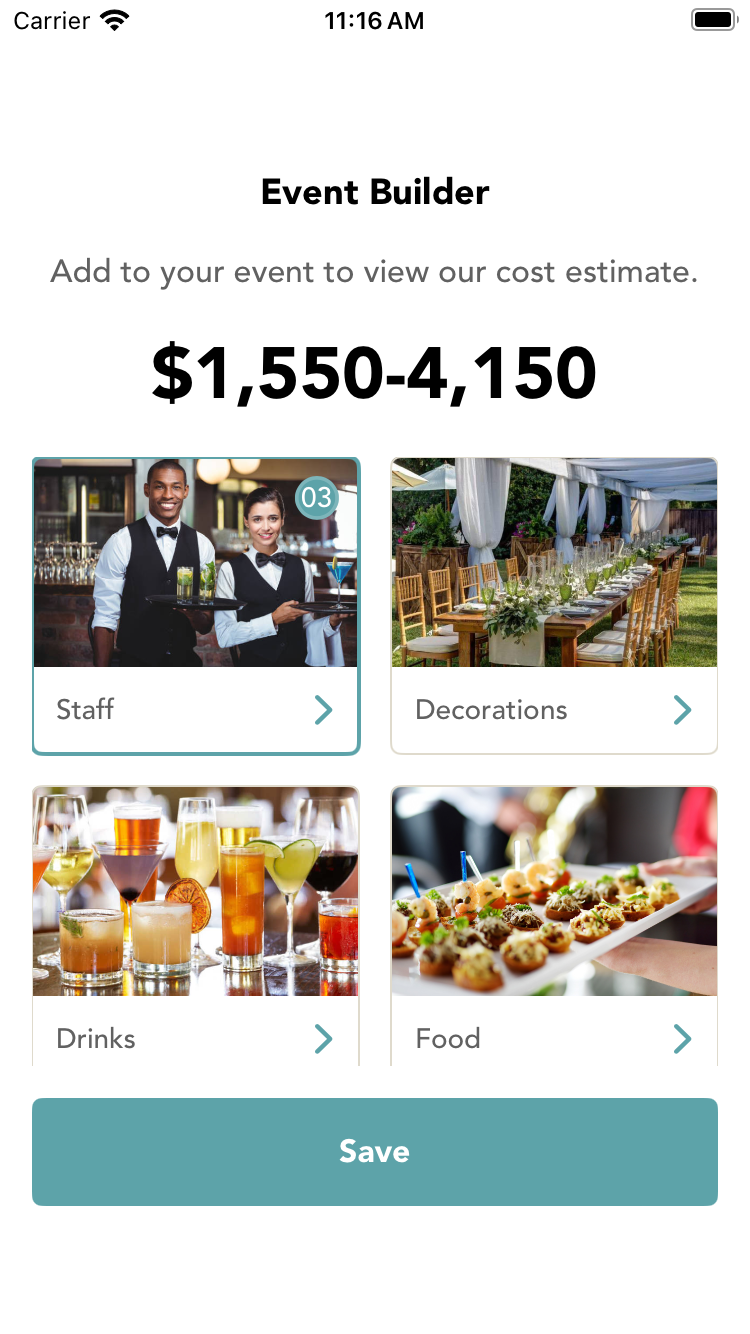 Carrier 11:16 AM
Event Builder
Add to your event to view our cost estimate.
$1,550-4,150
03
Staff
Decorations
Drinks
Food
Save